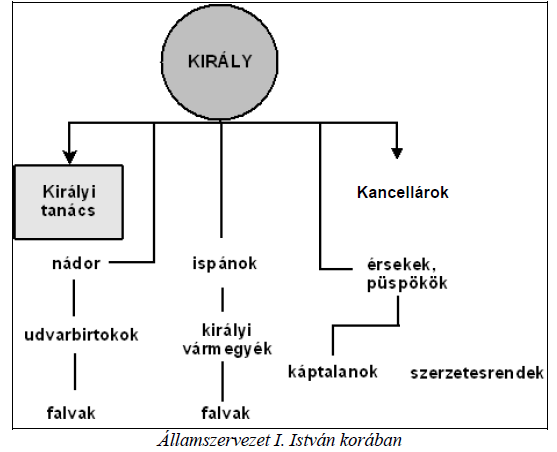 KIRÁLY
Királyi
tanács
Kancellárok
nádor
ispánok
érsekek,
püspökök
udvarbirtokok
királyi
vármegyék
káptalanok
szerzetesrendek
falvak
falvak
Államszervezet I. István korában